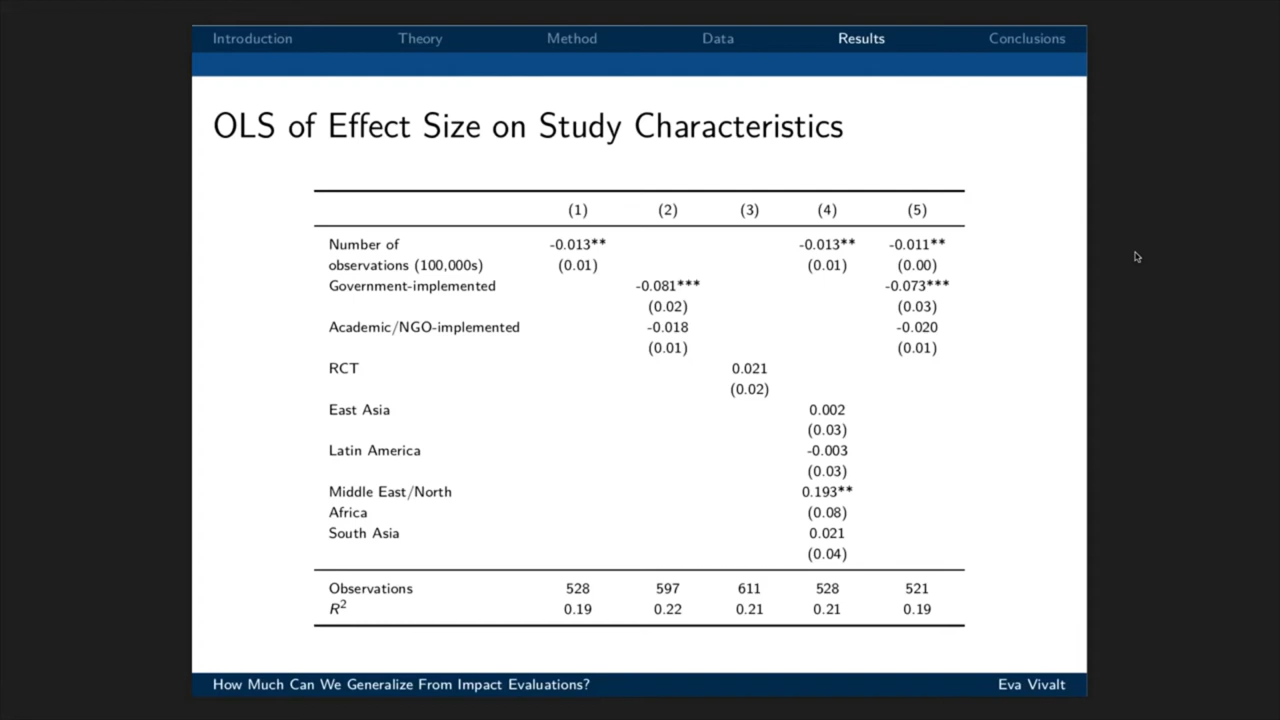 Introduction Theory Method Data Results Conclusions
OLS of Effect Size on Study Characteristics
(1) (2) (3) (4) (5)
Number of -0.013** -0.013** -0.011**
observations (100,000s) (0.01) (0.01) (0.00)
Government-implemented -0.081*** -0.073***
(0.02) (0.03)
Academic/NGO-implemented -0.018 -0.020
(0.01) (0.01)
RCT 0.021
(0.02)
East Asia 0.002
(0.03)
Latin America -0.003
(0.03)
Middle East/North 0.193**
Africa (0.08)
South Asia 0.021
(0.04)
Observations 528 597 611 528 521
R² 0.19 0.22 0.21 0.21 0.19
How Much Can We Generalize From Impact Evaluations? Eva Vivalt